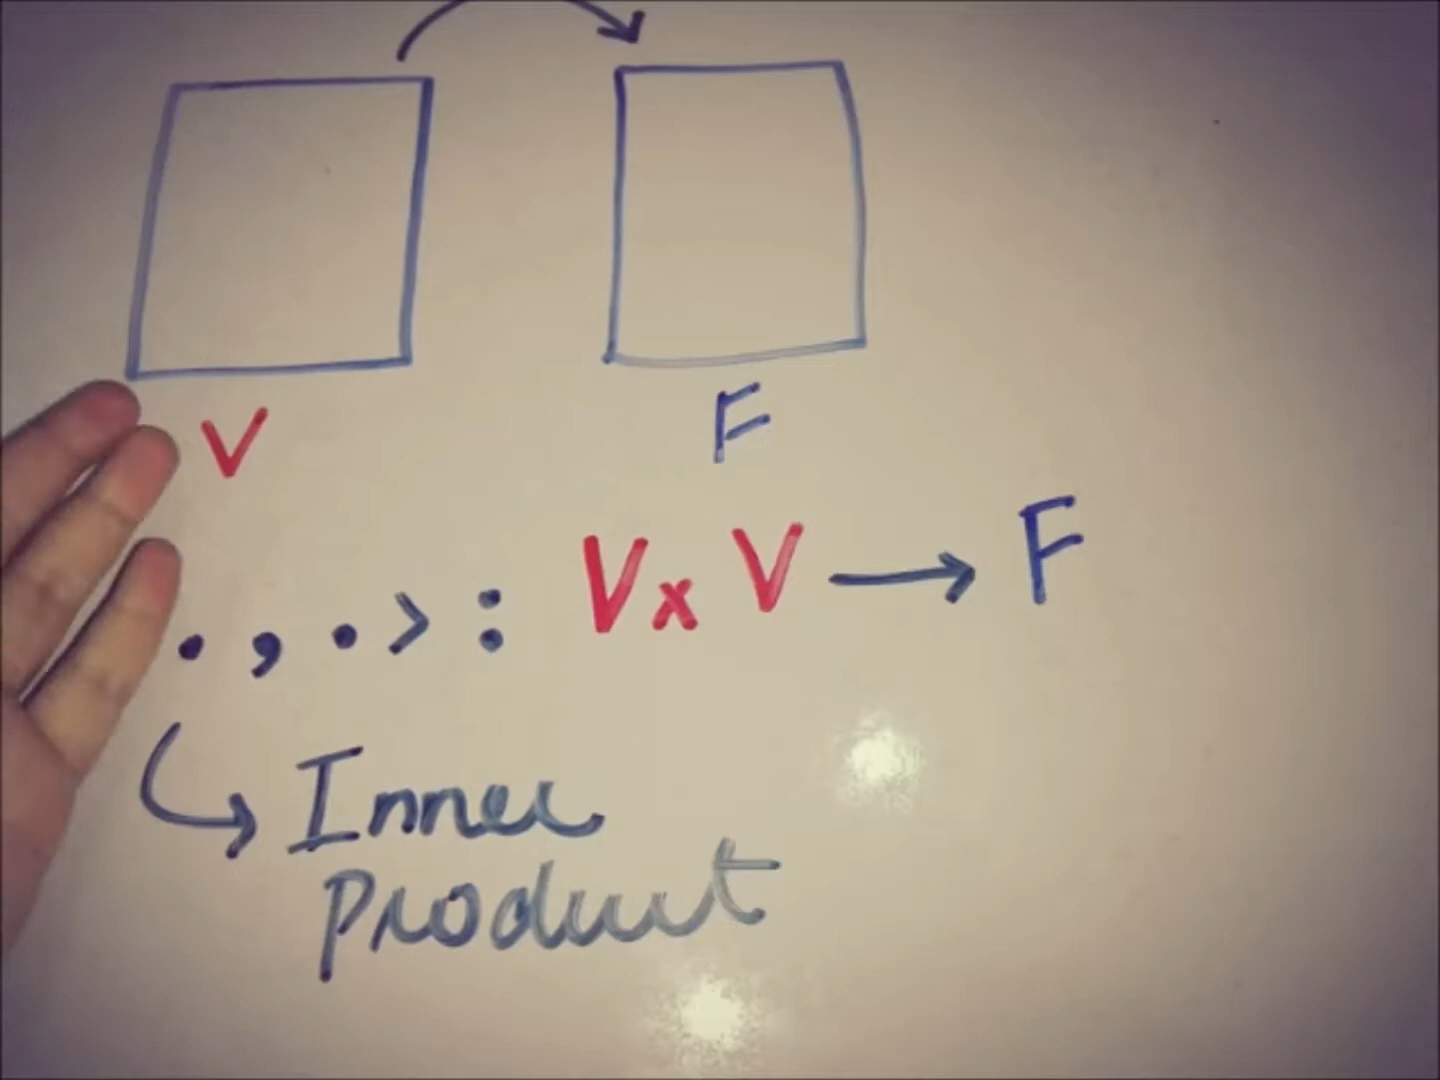 V
F
. , . > : V x V → F
Inner
Product